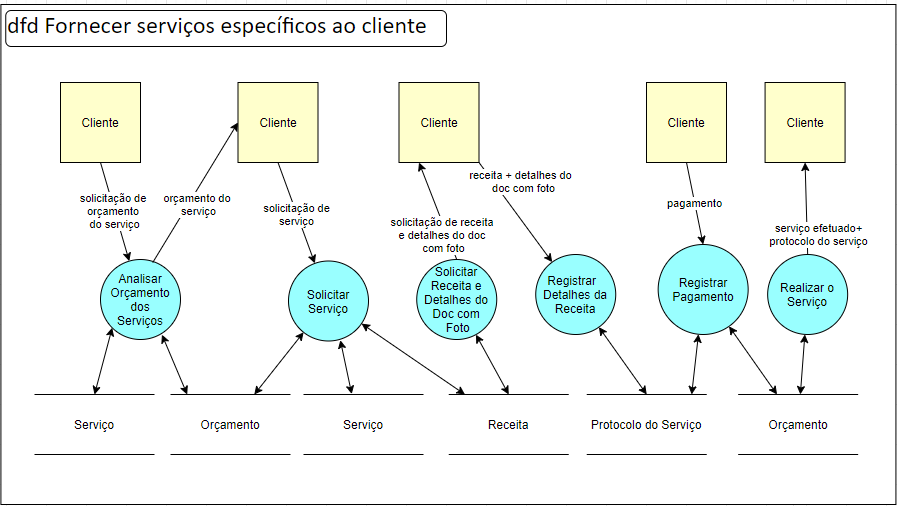 dfd Fornecer serviços específicos ao cliente
Cliente
Cliente
Cliente
Cliente
Cliente
solicitação de
orçamento
do serviço
orçamento do
serviço
solicitação de
serviço
solicitação de receita
e detalhes do doc
com foto
receita + detalhes do
doc com foto
pagamento
serviço efetuado+
protocolo do serviço
Analisar
Orçamento
dos
Serviços
Solicitar
Serviço
Solicitar
Receita e
Detalhes do
Doc com
Foto
Registrar
Detalhes da
Receita
Registrar
Pagamento
Realizar o
Serviço
Serviço
Orçamento
Serviço
Receita
Protocolo do Serviço
Orçamento